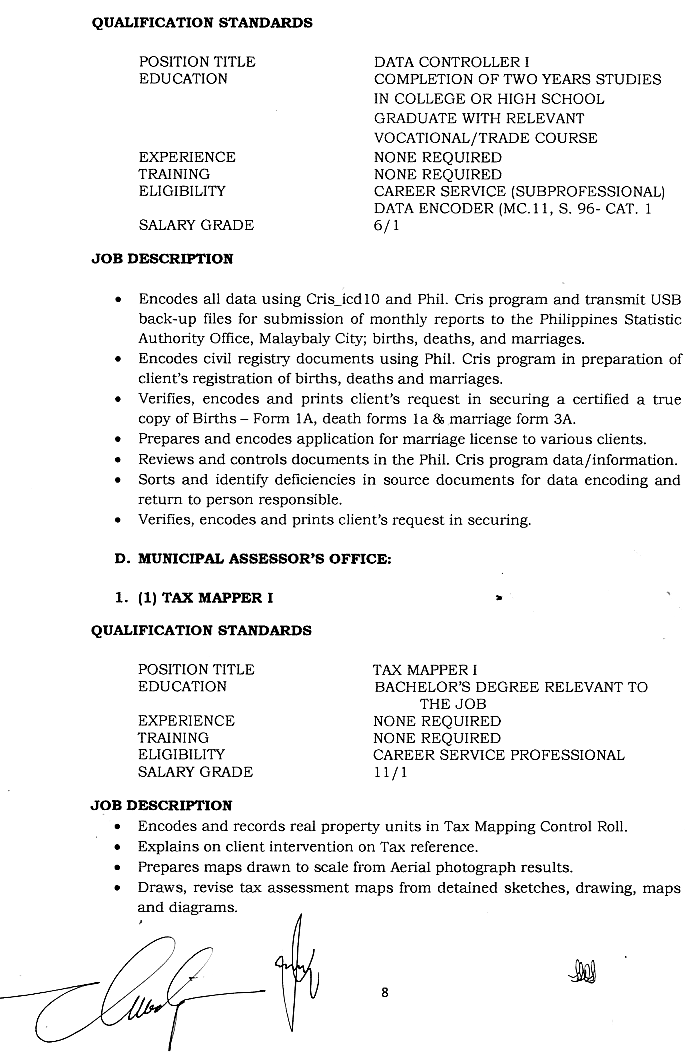 QUALIFICATION STANDARDS
POSITION TITLE DATA CONTROLLER I
EDUCATION COMPLETION OF TWO YEARS STUDIES
IN COLLEGE OR HIGH SCHOOL
GRADUATE WITH RELEVANT
VOCATIONAL/TRADE COURSE
EXPERIENCE NONE REQUIRED
TRAINING NONE REQUIRED
ELIGIBILITY CAREER SERVICE (SUBPROFESSIONAL)
DATA ENCODER (MC.11, S. 96- CAT. 1
SALARY GRADE 6/1
JOB DESCRIPTION
• Encodes all data using Cris_icd10 and Phil. Cris program and transmit USB
back-up files for submission of monthly reports to the Philippines Statistic
Authority Office, Malaybaly City; births, deaths, and marriages.
• Encodes civil registry documents using Phil. Cris program in preparation of
client's registration of births, deaths and marriages.
• Verifies, encodes and prints client's request in securing a certified a true
copy of Births – Form 1A, death forms 1a & marriage form 3A.
• Prepares and encodes application for marriage license to various clients.
• Reviews and controls documents in the Phil. Cris program data/information.
• Sorts and identify deficiencies in source documents for data encoding and
return to person responsible.
• Verifies, encodes and prints client's request in securing.
D. MUNICIPAL ASSESSOR'S OFFICE:
1. (1) TAX MAPPER I
QUALIFICATION STANDARDS
POSITION TITLE TAX MAPPER I
EDUCATION BACHELOR'S DEGREE RELEVANT TO
THE JOB
EXPERIENCE NONE REQUIRED
TRAINING NONE REQUIRED
ELIGIBILITY CAREER SERVICE PROFESSIONAL
SALARY GRADE 11/1
JOB DESCRIPTION
• Encodes and records real property units in Tax Mapping Control Roll.
• Explains on client intervention on Tax reference.
• Prepares maps drawn to scale from Aerial photograph results.
• Draws, revise tax assessment maps from detained sketches, drawing, maps
and diagrams.
8